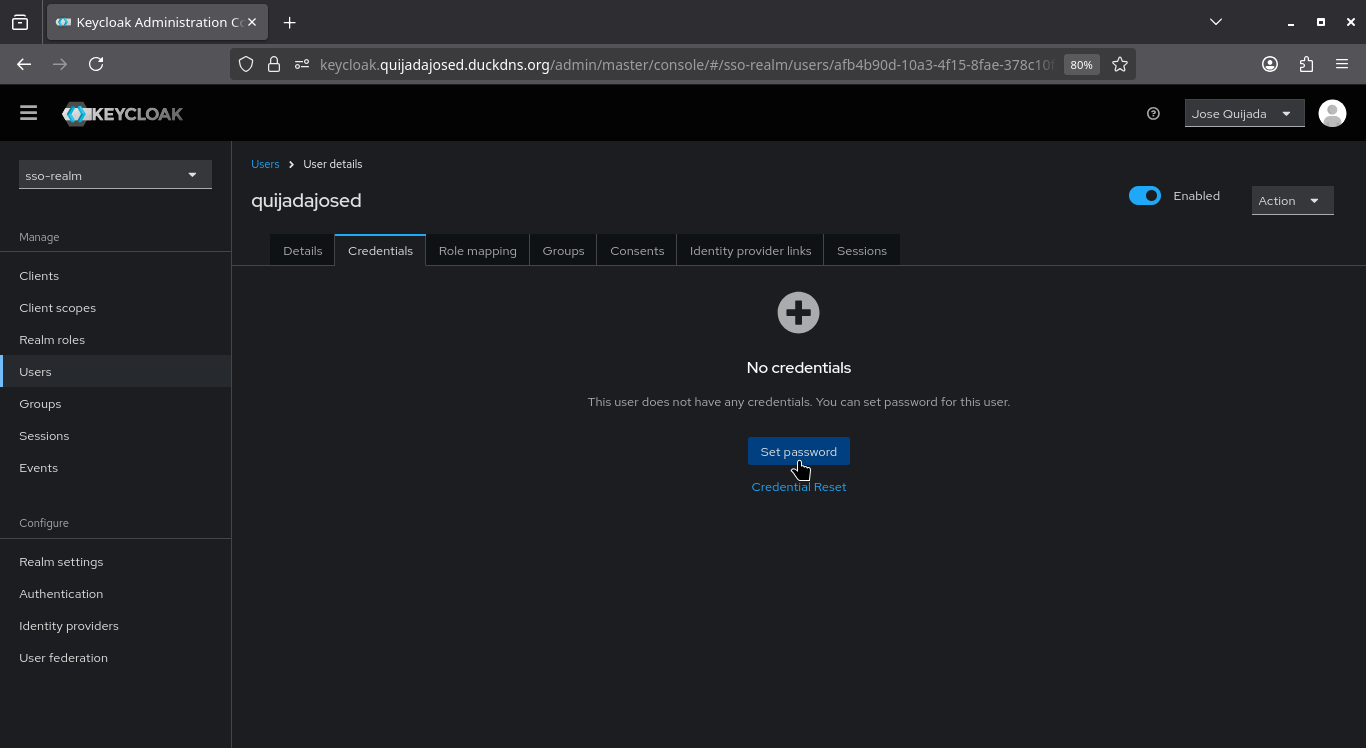 Keycloak Administration Co
keycloak.quijadajosed.duckdns.org/admin/master/console/#/sso-realm/users/afb4b90d-10a3-4f15-8fae-378c10f
80%
KEYCLOAK
Jose Quijada
sso-realm
Manage
Clients
Client scopes
Realm roles
Users
Groups
Sessions
Events
Configure
Realm settings
Authentication
Identity providers
User federation
Users > User details
quijadajosed
Enabled
Action
Details Credentials Role mapping Groups Consents Identity provider links Sessions
No credentials
This user does not have any credentials. You can set password for this user.
Set password
Credential Reset